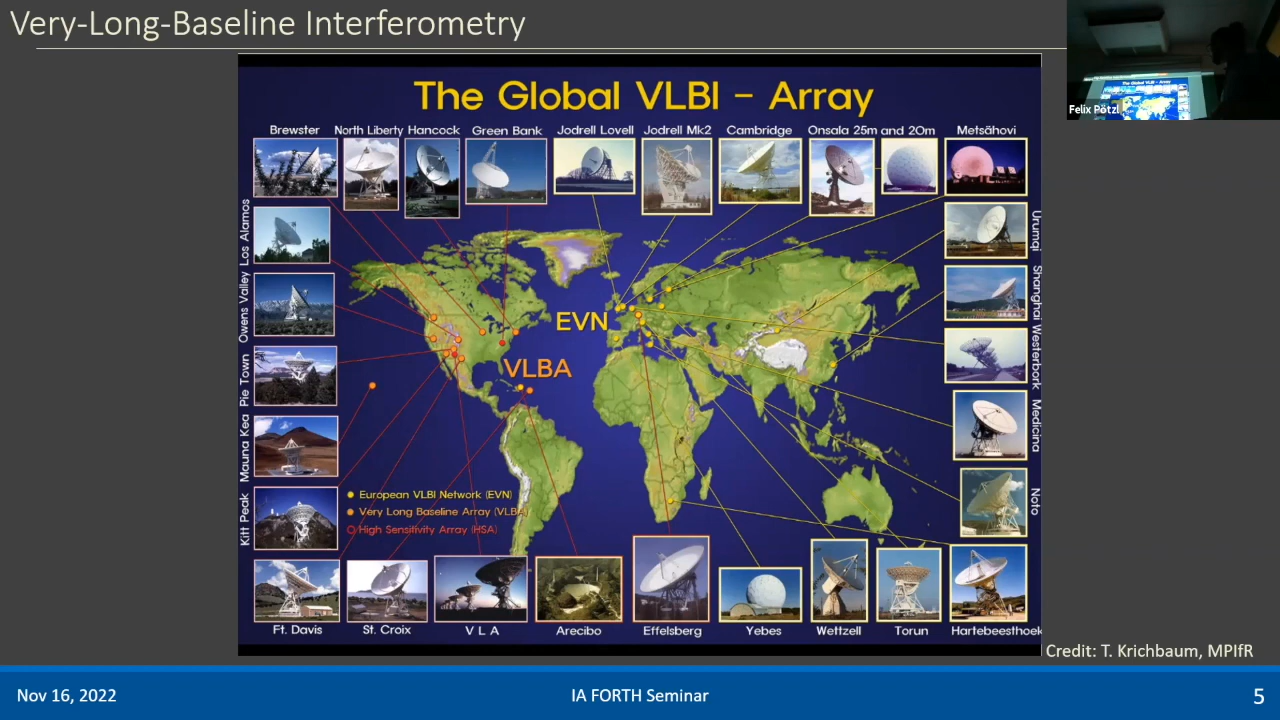 Very-Long-Baseline Interferometry
Felix Pötzl
The Global VLBI - Array
Brewster North Liberty Hancock Green Bank Jodrell Lovell Jodrell Mk2 Cambridge Onsala 25m and 20m Metsähovi
Los Alamos
Owens Valley
Pie Town
Mauna Kea
Kitt Peak
Urumqi
Shanghai
Westerbork
Medicina
Noto
EVN
VLBA
European VLBI Network (EVN)
Very Long Baseline Array (VLBA)
High Sensitivity Array (HSA)
Ft. Davis St. Croix V L A Arecibo Effelsberg Yebes Wettzell Torun Hartebeesthoek
Credit: T. Krichbaum, MPIfR
Nov 16, 2022 IA FORTH Seminar 5